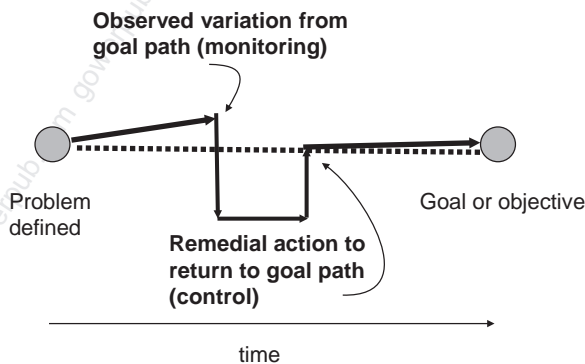 Observed variation from
goal path (monitoring)
Problem
defined
Goal or objective
Remedial action to
return to goal path
(control)
time